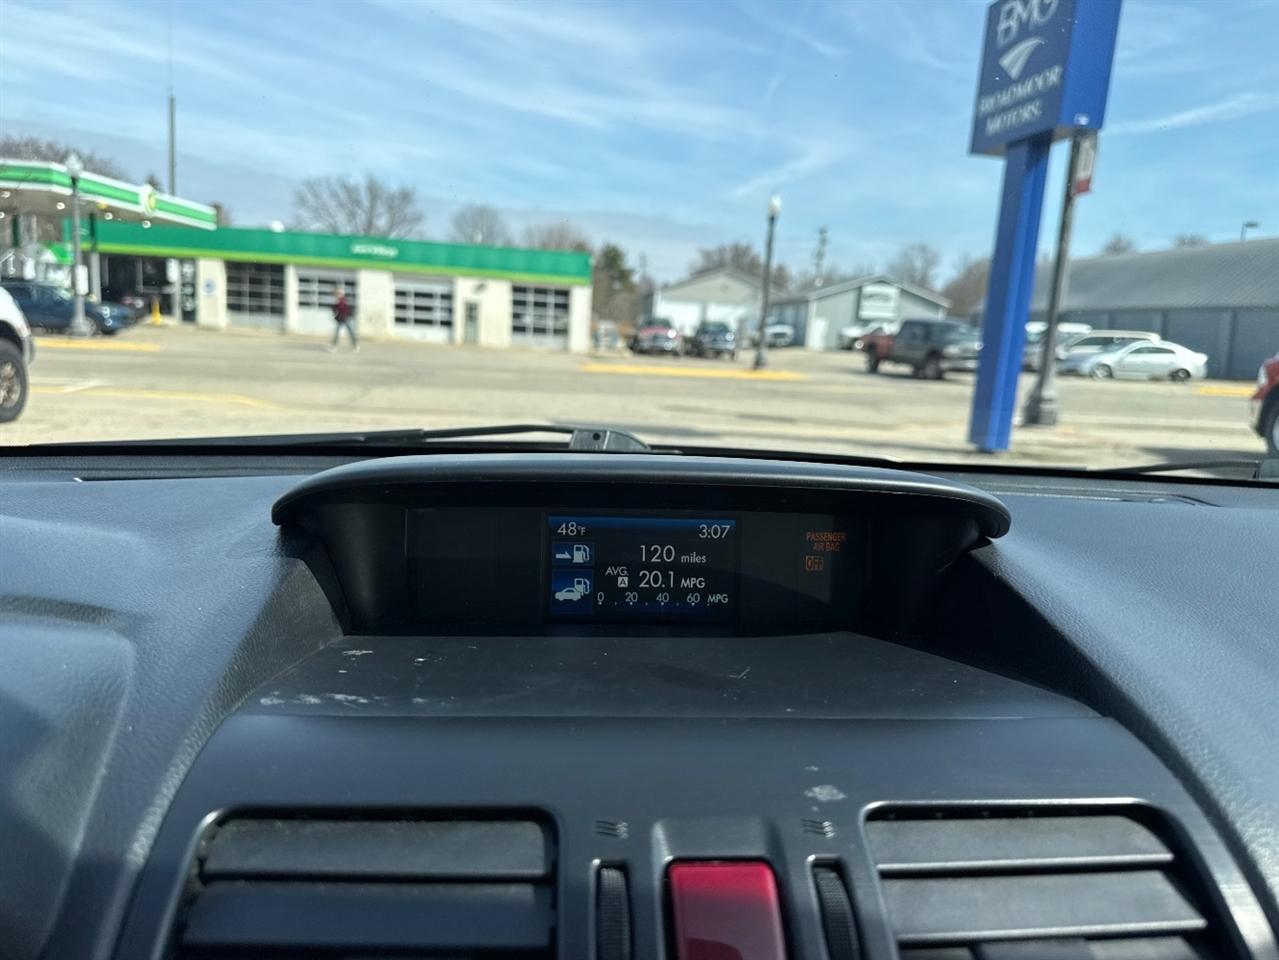 BMG
BROADMOOR
MOTORS
48°F 3:07
120 miles
AVG. A 20.1 MPG
0 20 40 60 MPG
PASSENGER
AIR BAG
OFF